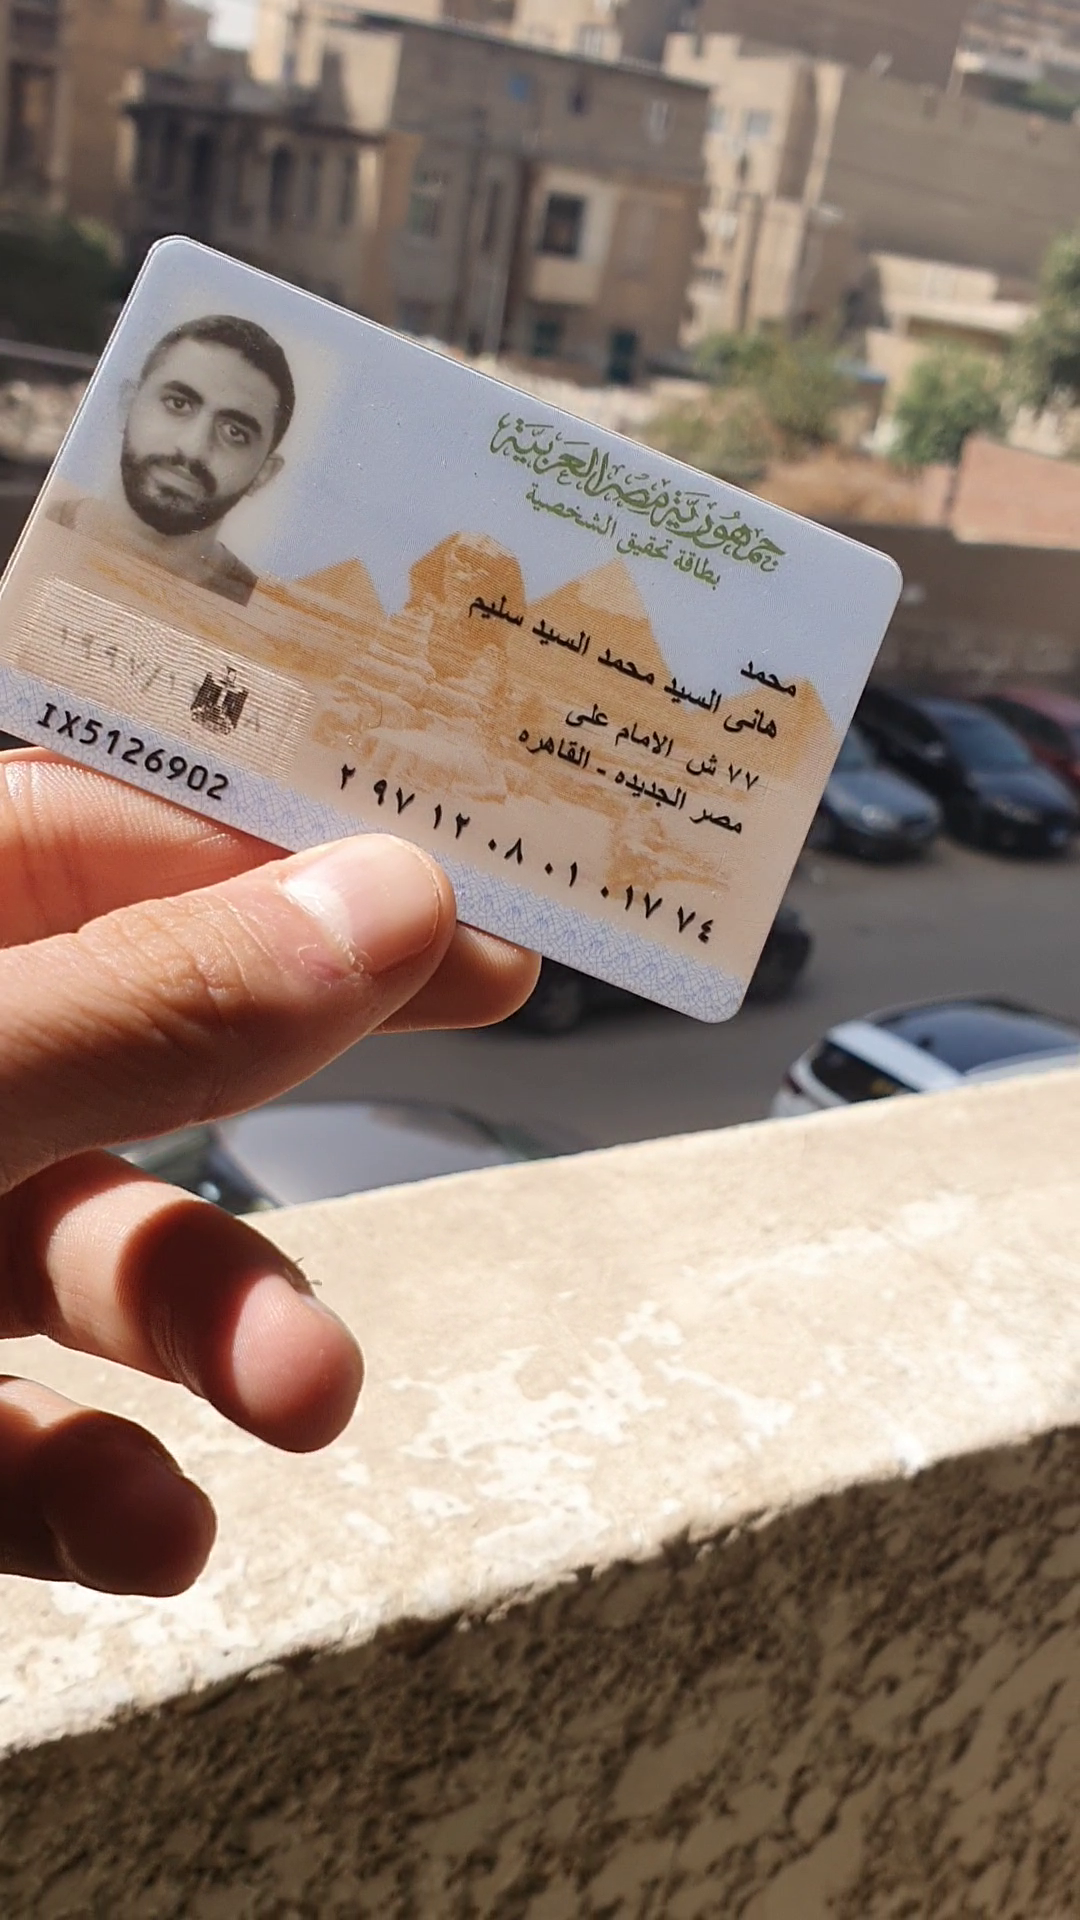 جمهورية مصر العربية
بطاقة تحقيق الشخصية
محمد
هانى السيد محمد السيد سليم
٧٧ ش الامام على
مصر الجديده - القاهره
٢ ٩٧ ١٢ ٠٨ ٠١ ٠١٧ ٧٤
IX5126902